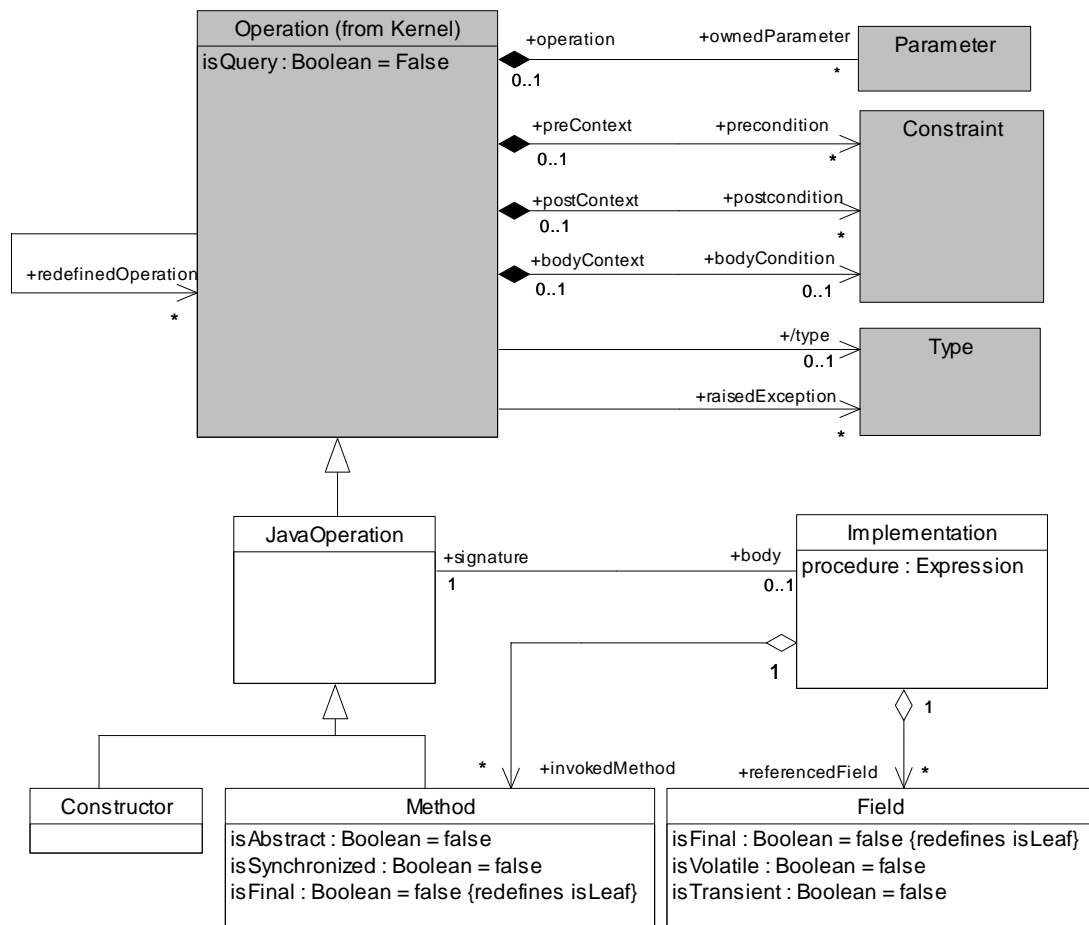 Operation (from Kernel)
isQuery : Boolean = False
+operation
+ownedParameter
0..1
*
Parameter
+preContext
+precondition
0..1
*
Constraint
+postContext
+postcondition
0..1
*
+bodyContext
+bodyCondition
0..1
0..1
+redefinedOperation
*
+/type
0..1
Type
+raisedException
*
JavaOperation
+signature
1
+body
0..1
Implementation
procedure : Expression
1
1
*
+invokedMethod
+referencedField
*
Constructor
Method
isAbstract : Boolean = false
isSynchronized : Boolean = false
isFinal : Boolean = false {redefines isLeaf}
Field
isFinal : Boolean = false {redefines isLeaf}
isVolatile : Boolean = false
isTransient : Boolean = false